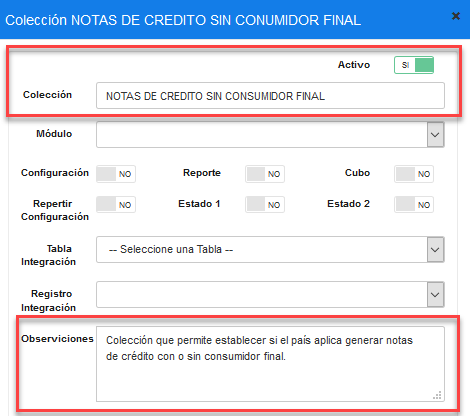 Colección NOTAS DE CREDITO SIN CONUMIDOR FINAL ×
Activo SI
Colección NOTAS DE CREDITO SIN CONSUMIDOR FINAL
Módulo
Configuración NO Reporte NO Cubo NO
Repertir Configuración NO Estado 1 NO Estado 2 NO
Tabla Integración -- Seleccione una Tabla --
Registro Integración
Observiciones Colección que permite establecer si el país aplica generar notas
de crédito con o sin consumidor final.